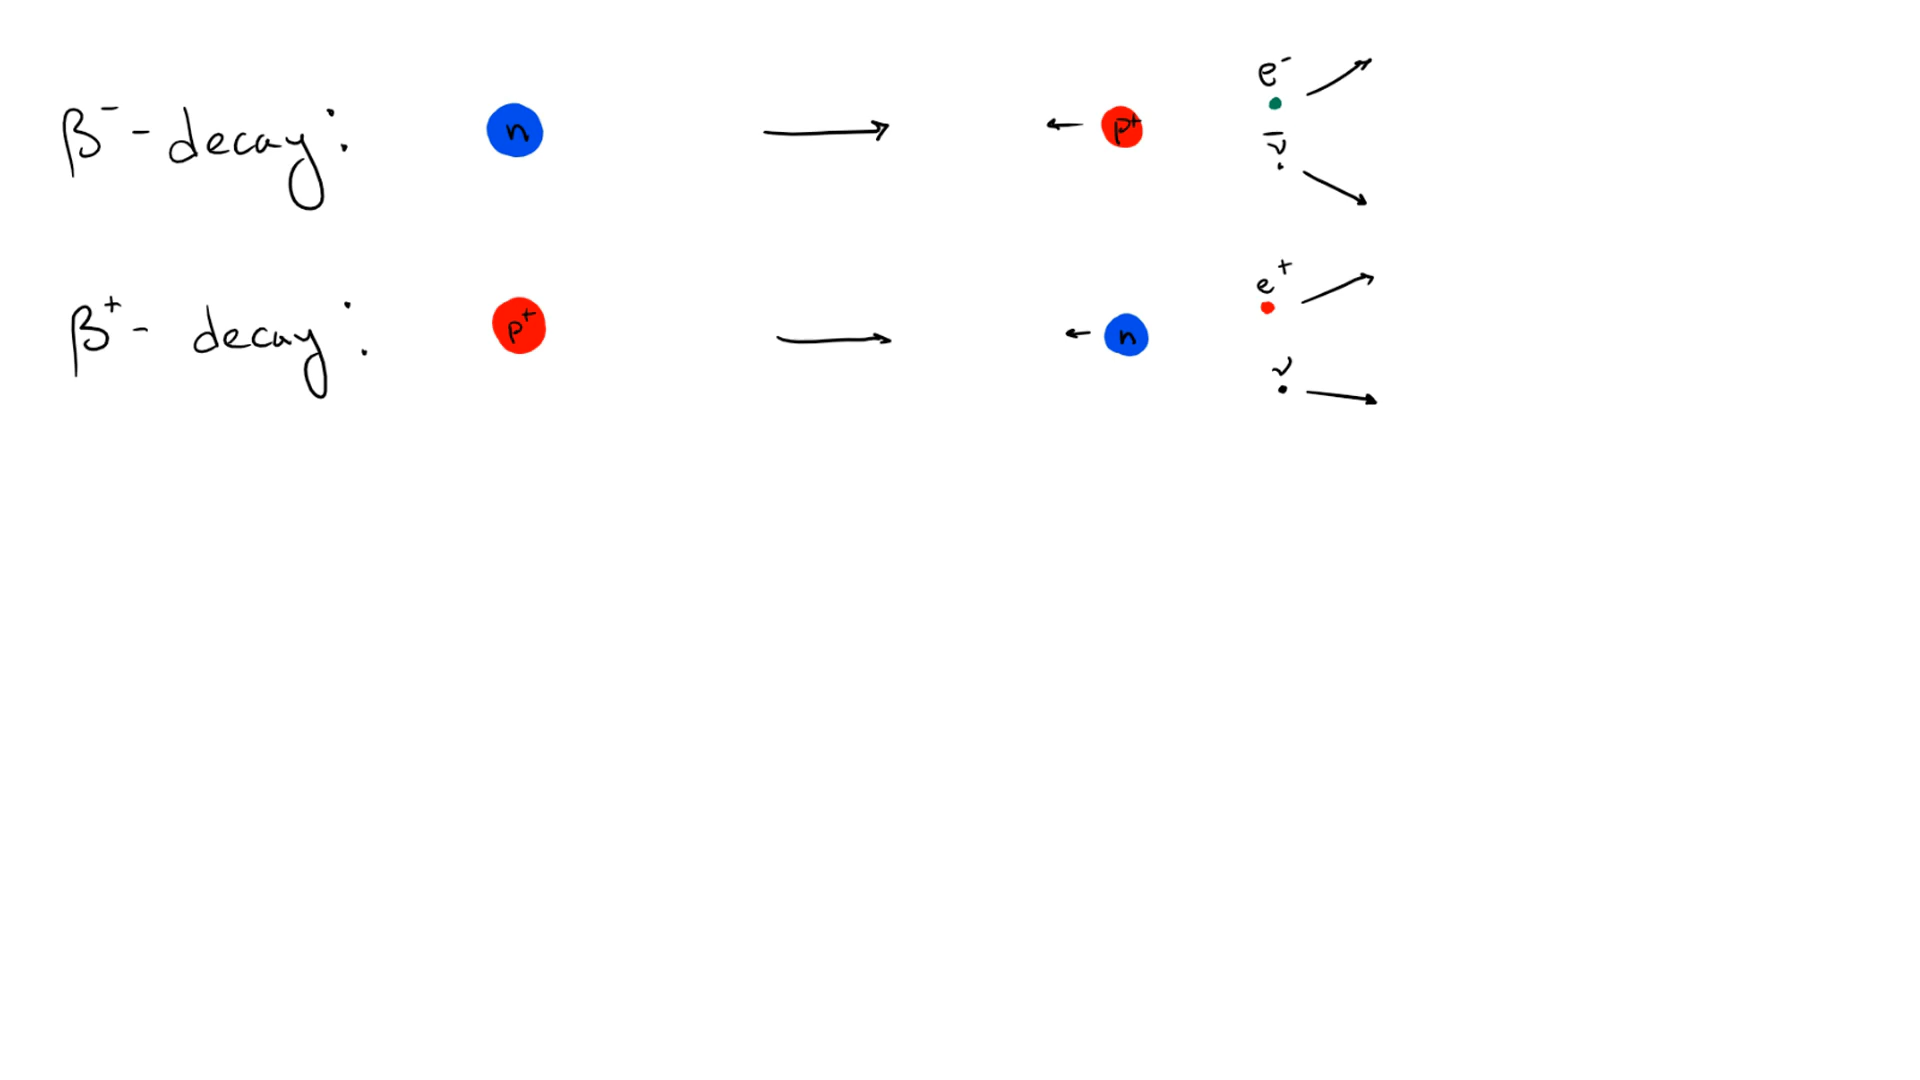 β⁻ - decay: n → ← p⁺ e⁻
ν̄
β⁺ - decay: p⁺ → ← n e⁺
ν